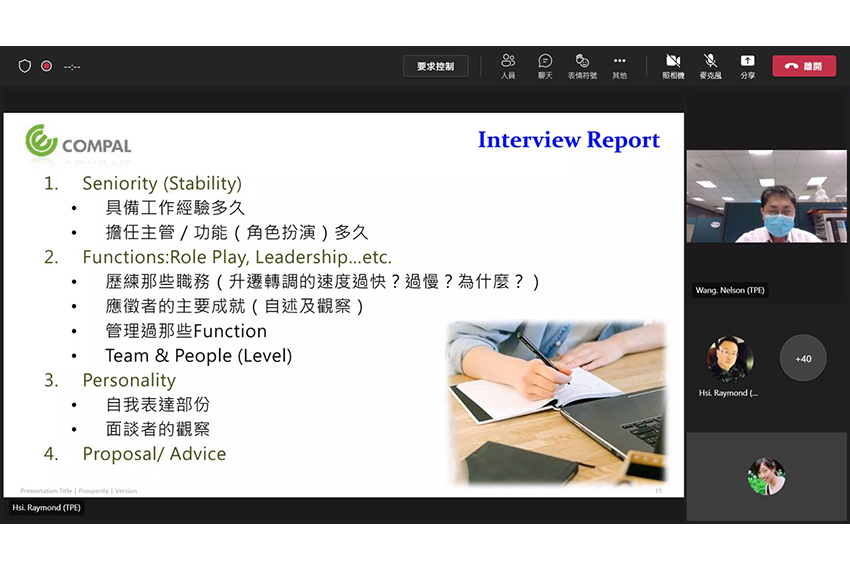 --:--
要求控制
人員
聊天
表情符號
其他
照相機
麥克風
分享
離開
COMPAL
Interview Report
1. Seniority (Stability)
• 具備工作經驗多久
• 擔任主管 / 功能 ( 角色扮演 ) 多久
2. Functions:Role Play, Leadership...etc.
• 歷練那些職務 ( 升遷轉調的速度過快？過慢？為什麼？ )
• 應徵者的主要成就 ( 自述及觀察 )
• 管理過那些Function
• Team & People (Level)
3. Personality
• 自我表達部份
• 面談者的觀察
4. Proposal/ Advice
Presentation Title | Prosperity | Version
19
Hsi. Raymond (TPE)
Wang. Nelson (TPE)
Hsi. Raymond (...
+40